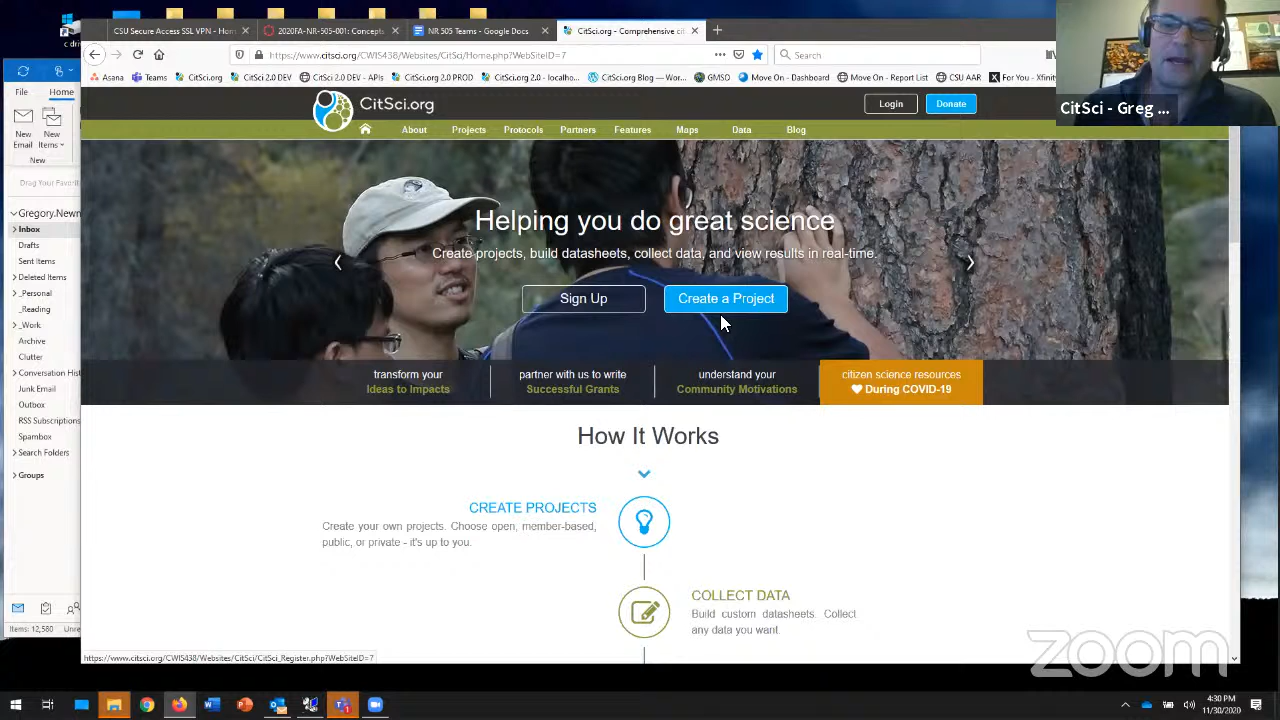 c driv
CSU Secure Access SSL VPN - Hom
2020FA-NR-505-001: Concepts
NR 505 Teams - Google Docs
CitSci.org - Comprehensive cit
https://www.citsci.org/CWIS438/Websites/CitSci/Home.php?WebSiteID=7
Search
Asana
Teams
CitSci.org
CitSci 2.0 DEV
CitSci 2.0 DEV - APIs
CitSci.org 2.0 PROD
CitSci.org 2.0 - localho...
CitSci.org Blog — Wor...
GMSO
Move On - Dashboard
Move On - Report List
CSU AAR
For You - Xfinity
File
Home
New
Email
New
Items
New
Drag Your Favorit
Gregory.Newn
Inbox
Drafts
Sent Items
Deleted Items
_Personal
_Reading
_Work
Archive
Clutter
Conversation Hist
Junk Email
Outbox
RSS Subscriptions
Spambox
Search Folders
Groups
Items: 12,580
Unre
CitSci.org
Login
Donate
About
Projects
Protocols
Partners
Features
Maps
Data
Blog
Helping you do great science
Create projects, build datasheets, collect data, and view results in real-time.
Sign Up
Create a Project
transform your
Ideas to Impacts
partner with us to write
Successful Grants
understand your
Community Motivations
citizen science resources
During COVID-19
How It Works
CREATE PROJECTS
Create your own projects. Choose open, member-based,
public, or private - it's up to you.
COLLECT DATA
Build custom datasheets. Collect
any data you want.
https://www.citsci.org/CWIS438/Websites/CitSci/CitSci_Register.php?WebSiteID=7
CitSci - Greg ...
zoom
4:30 PM
11/30/2020